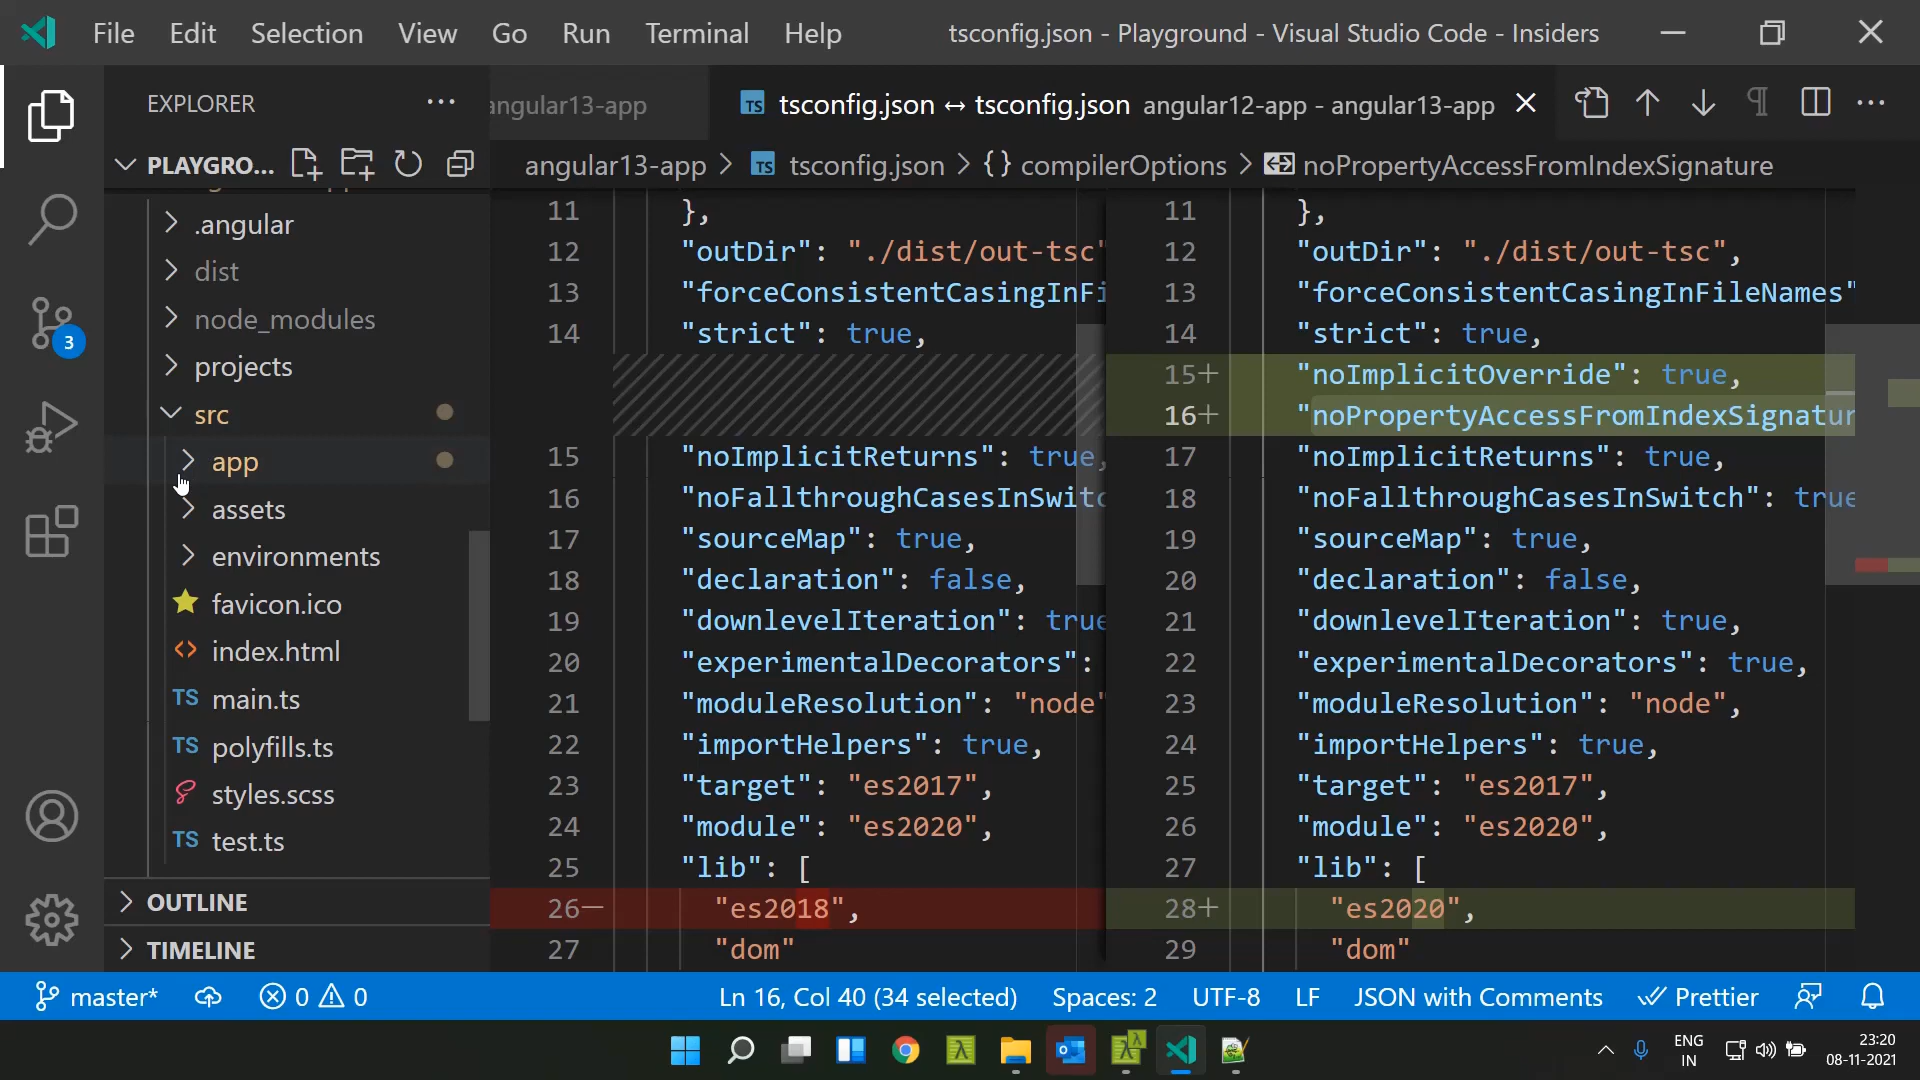 File Edit Selection View Go Run Terminal Help tsconfig.json - Playground - Visual Studio Code - Insiders
EXPLORER ··· angular13-app TS tsconfig.json ↔ tsconfig.json angular12-app - angular13-app
PLAYGRO... angular13-app > TS tsconfig.json > {} compilerOptions > noPropertyAccessFromIndexSignature
.angular
dist
node_modules
projects
src
app
assets
environments
favicon.ico
index.html
TS main.ts
TS polyfills.ts
styles.scss
TS test.ts
OUTLINE
TIMELINE
3
11 },
12 "outDir": "./dist/out-tsc"
13 "forceConsistentCasingInFi
14 "strict": true,
15 "noImplicitReturns": true,
16 "noFallthroughCasesInSwitc
17 "sourceMap": true,
18 "declaration": false,
19 "downlevelIteration": true
20 "experimentalDecorators":
21 "moduleResolution": "node"
22 "importHelpers": true,
23 "target": "es2017",
24 "module": "es2020",
25 "lib": [
26— "es2018",
27 "dom"
11 },
12 "outDir": "./dist/out-tsc",
13 "forceConsistentCasingInFileNames"
14 "strict": true,
15+ "noImplicitOverride": true,
16+ "noPropertyAccessFromIndexSignatur
17 "noImplicitReturns": true,
18 "noFallthroughCasesInSwitch": true
19 "sourceMap": true,
20 "declaration": false,
21 "downlevelIteration": true,
22 "experimentalDecorators": true,
23 "moduleResolution": "node",
24 "importHelpers": true,
25 "target": "es2017",
26 "module": "es2020",
27 "lib": [
28+ "es2020",
29 "dom"
master* 0 0 Ln 16, Col 40 (34 selected) Spaces: 2 UTF-8 LF JSON with Comments Prettier
ENG
IN
23:20
08-11-2021